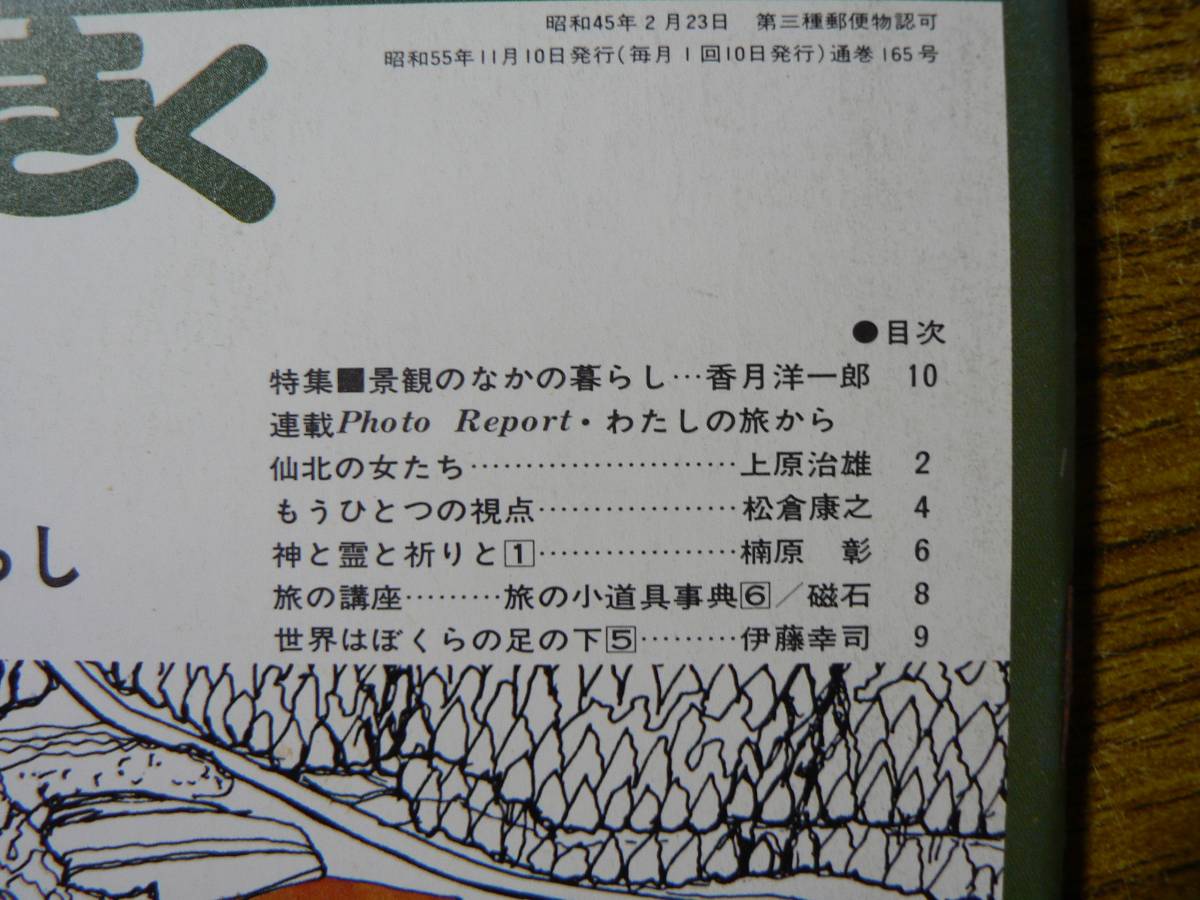 昭和45年2月23日 第三種郵便物認可
昭和55年11月10日発行(毎月1回10日発行)通巻165号
きく
●目次
特集■景観のなかの暮らし…香月洋一郎 10
連載Photo Report・わたしの旅から
仙北の女たち……………………上原治雄 2
もうひとつの視点………………松倉康之 4
神と霊と祈りと1………………楠原 彰 6
旅の講座………旅の小道具事典6/磁石 8
世界はぼくらの足の下5………伊藤幸司 9
らし